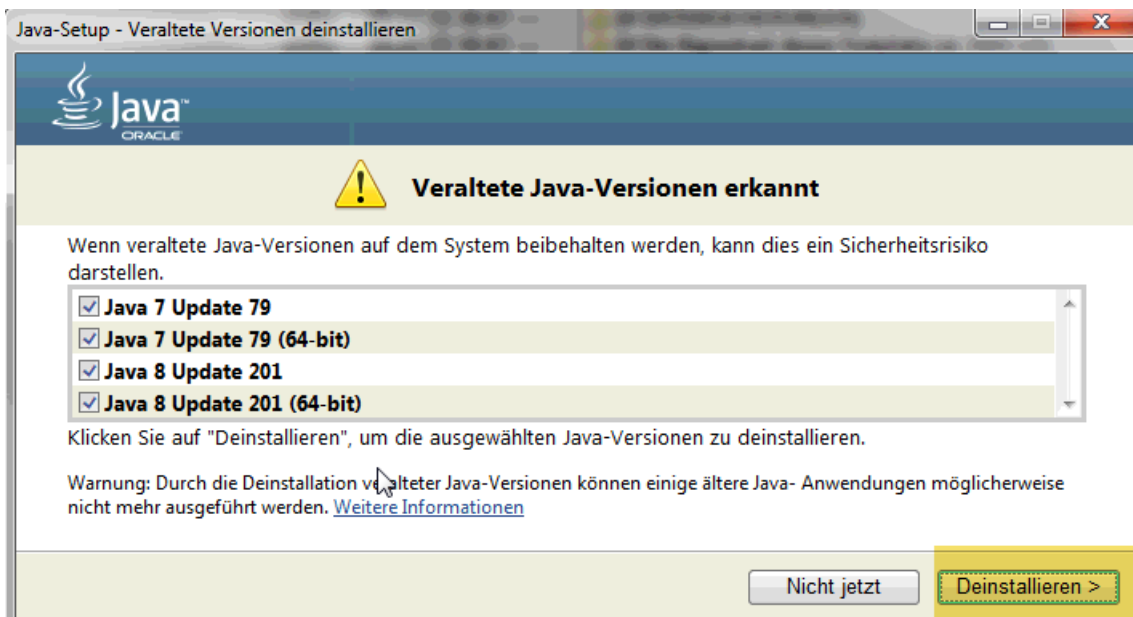 Java-Setup - Veraltete Versionen deinstallieren
Java™
ORACLE
Veraltete Java-Versionen erkannt
Wenn veraltete Java-Versionen auf dem System beibehalten werden, kann dies ein Sicherheitsrisiko
darstellen.
Java 7 Update 79
Java 7 Update 79 (64-bit)
Java 8 Update 201
Java 8 Update 201 (64-bit)
Klicken Sie auf "Deinstallieren", um die ausgewählten Java-Versionen zu deinstallieren.
Warnung: Durch die Deinstallation veralteter Java-Versionen können einige ältere Java- Anwendungen möglicherweise
nicht mehr ausgeführt werden. Weitere Informationen
Nicht jetzt
Deinstallieren >